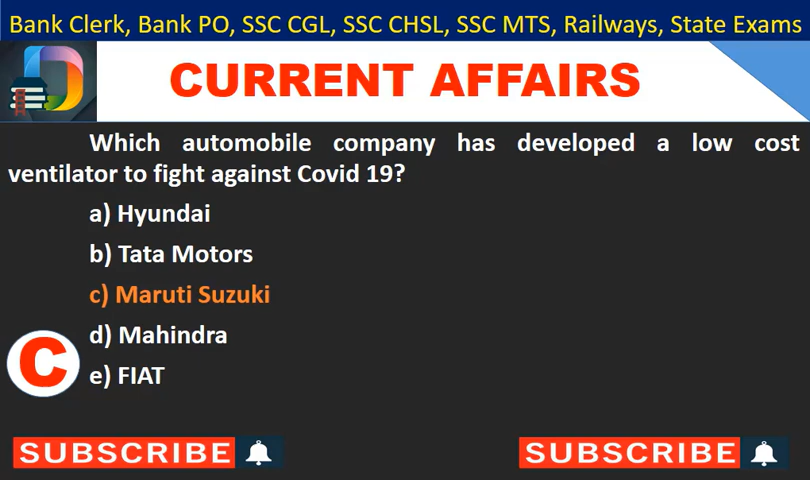 Bank Clerk, Bank PO, SSC CGL, SSC CHSL, SSC MTS, Railways, State Exams
CURRENT AFFAIRS
Which automobile company has developed a low cost
ventilator to fight against Covid 19?
a) Hyundai
b) Tata Motors
c) Maruti Suzuki
d) Mahindra
C
e) FIAT
SUBSCRIBE
SUBSCRIBE